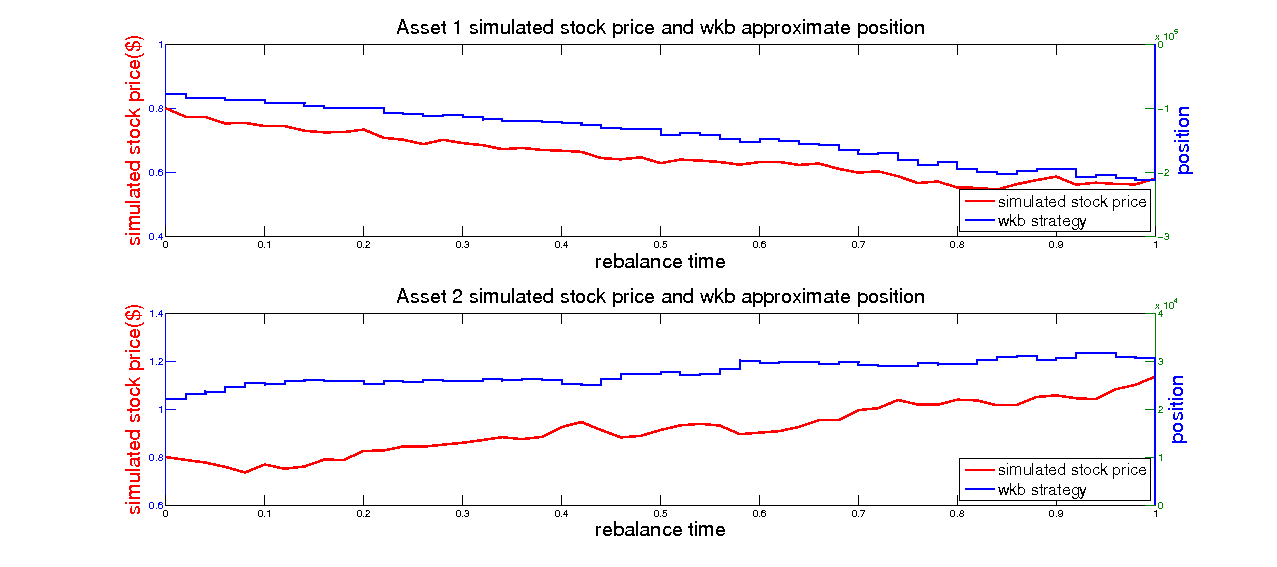 Asset 1 simulated stock price and wkb approximate position
simulated stock price($)
1
0.8
0.6
0.4
x 10^5
0
-1
-2
-3
position
simulated stock price
wkb strategy
0 0.1 0.2 0.3 0.4 0.5 0.6 0.7 0.8 0.9 1
rebalance time
Asset 2 simulated stock price and wkb approximate position
simulated stock price($)
1.4
1.2
1
0.8
0.6
x 10^4
4
3
2
1
0
position
simulated stock price
wkb strategy
0 0.1 0.2 0.3 0.4 0.5 0.6 0.7 0.8 0.9 1
rebalance time